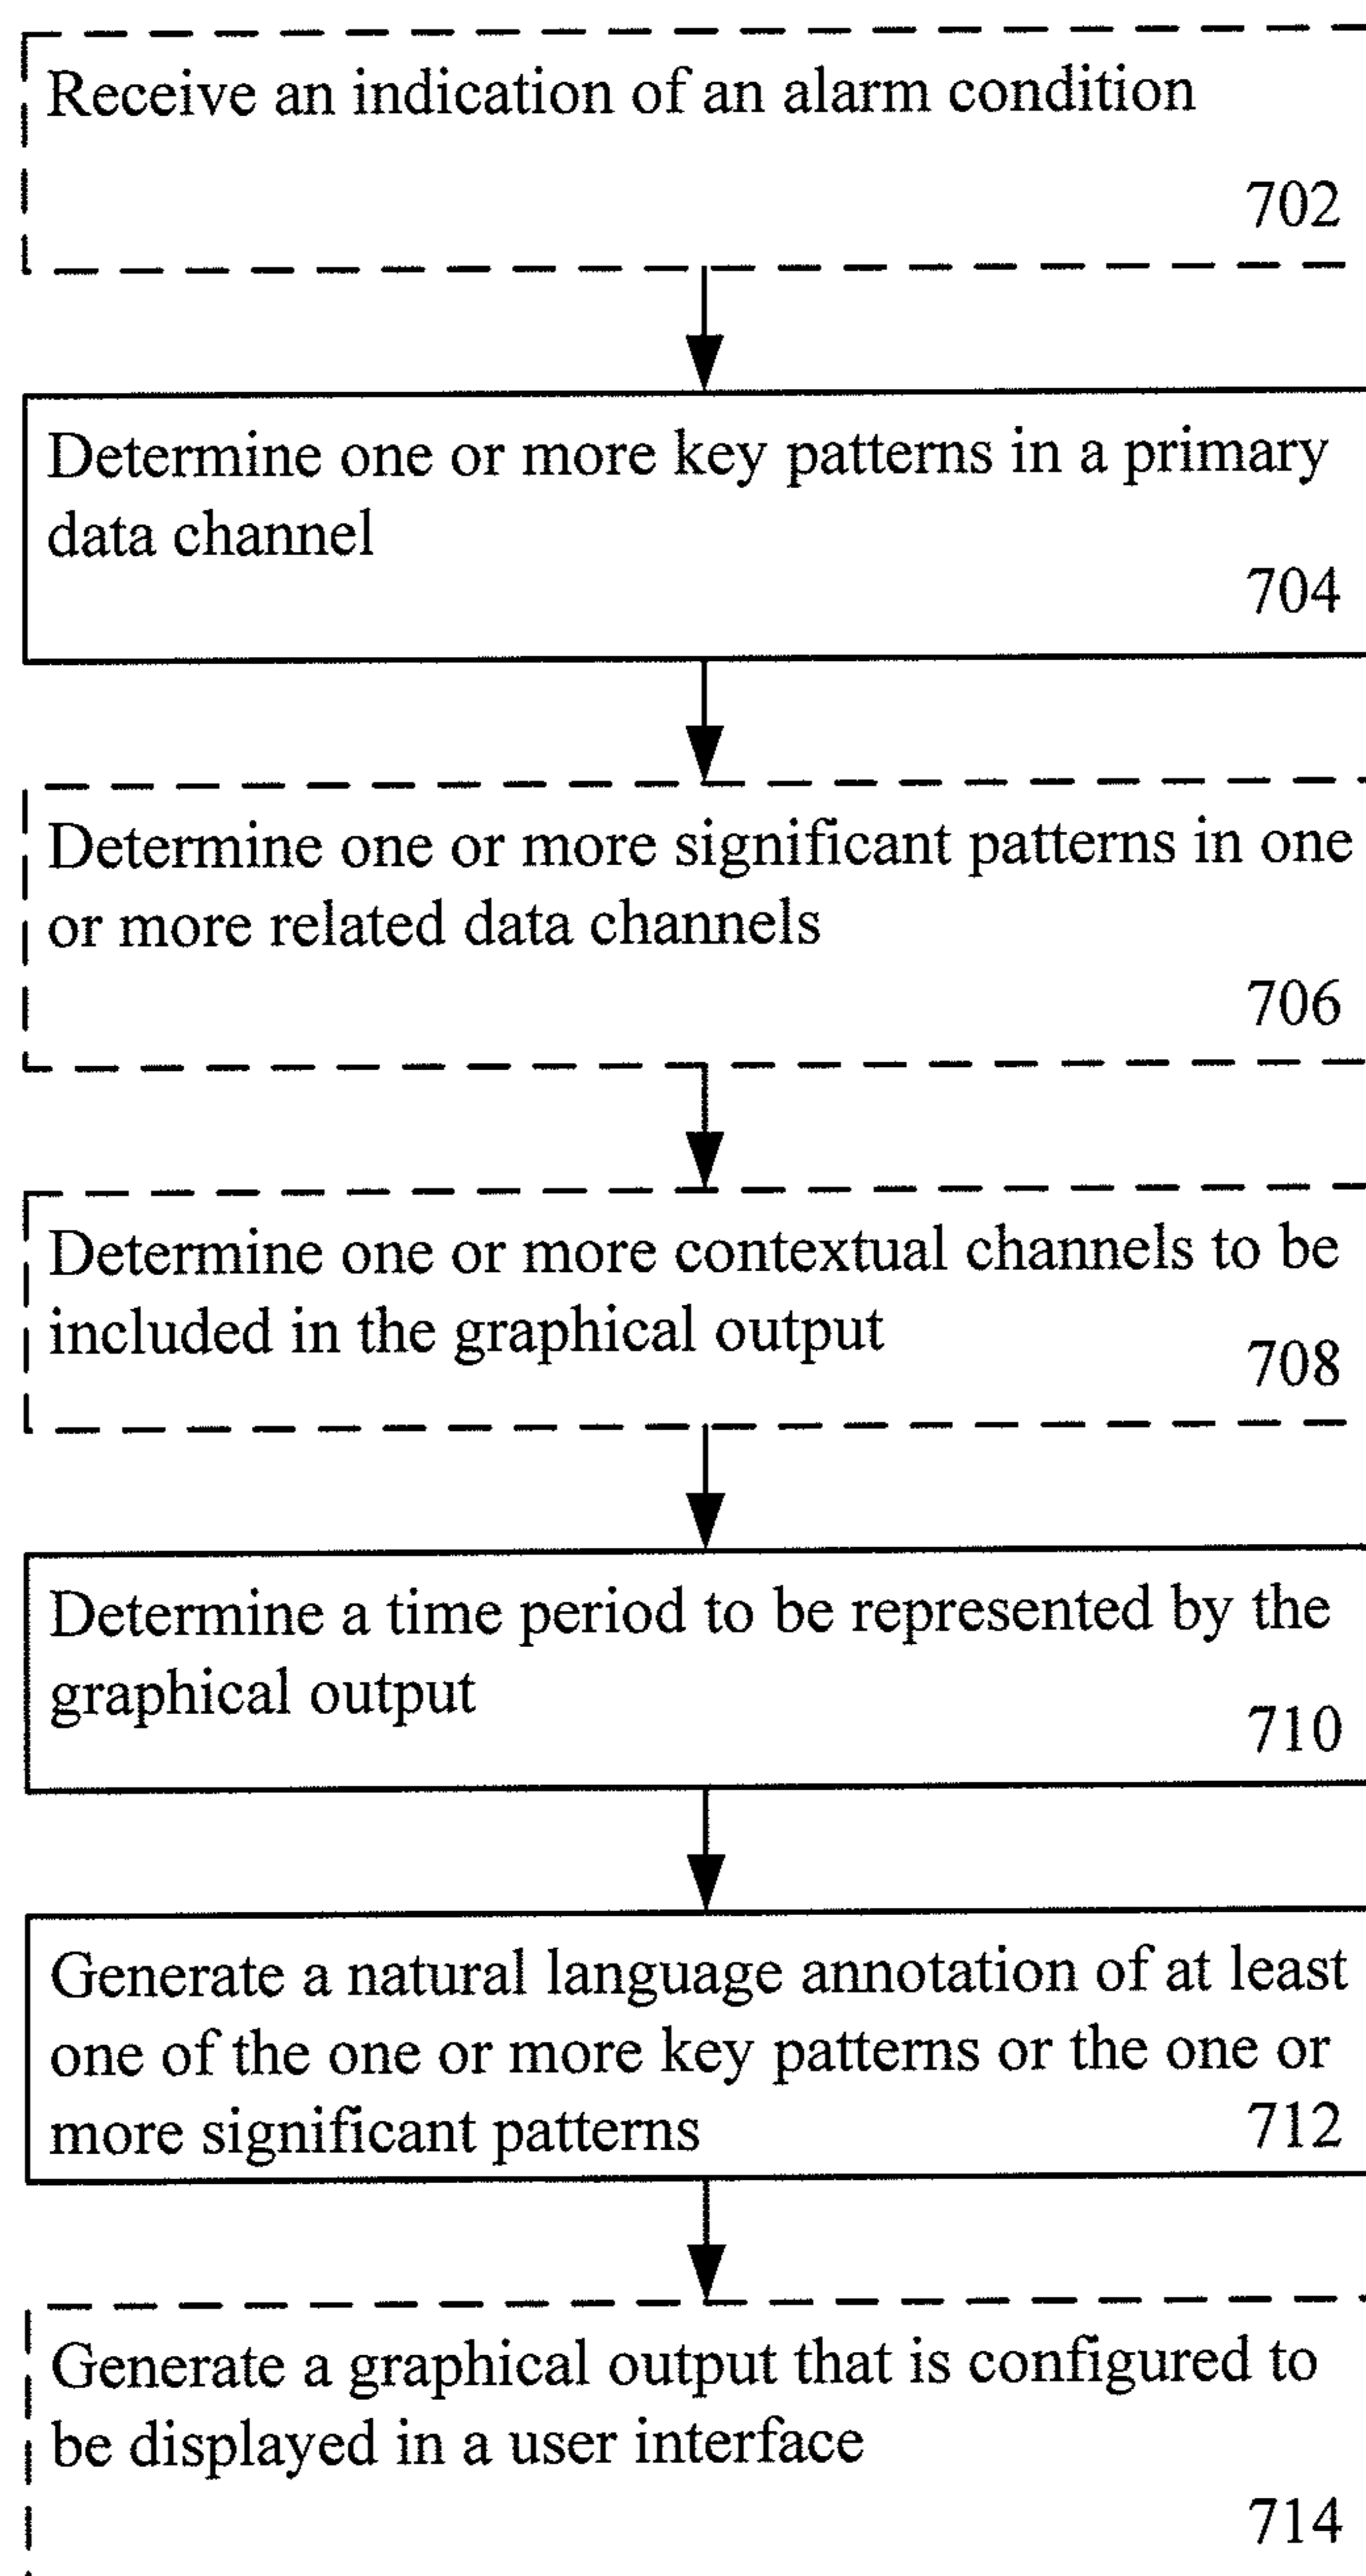 Receive an indication of an alarm condition
702
Determine one or more key patterns in a primary
data channel
704
Determine one or more significant patterns in one
or more related data channels
706
Determine one or more contextual channels to be
included in the graphical output
708
Determine a time period to be represented by the
graphical output
710
Generate a natural language annotation of at least
one of the one or more key patterns or the one or
more significant patterns
712
Generate a graphical output that is configured to
be displayed in a user interface
714